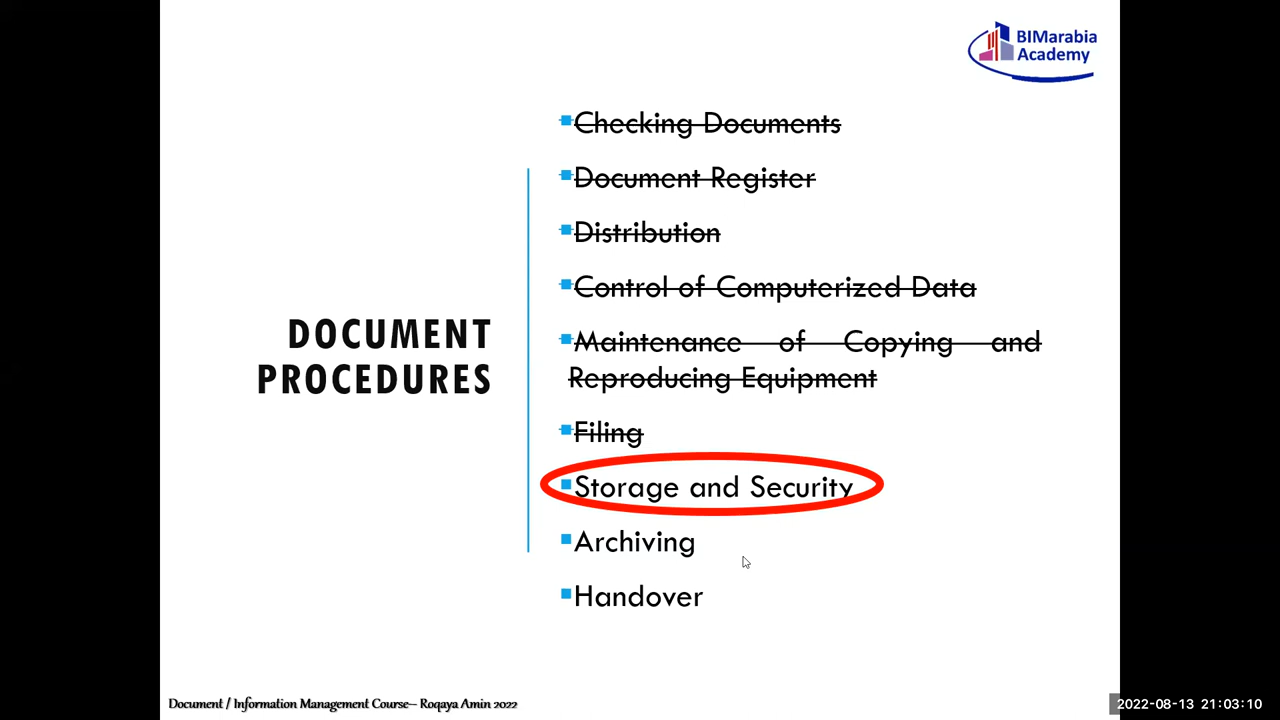 BIMarabia
Academy
Checking Documents
Document Register
Distribution
Control of Computerized Data
Maintenance of Copying and
Reproducing Equipment
Filing
Storage and Security
Archiving
Handover
DOCUMENT
PROCEDURES
Document / Information Management Course– Roqaya Amin 2022
2022-08-13 21:03:10